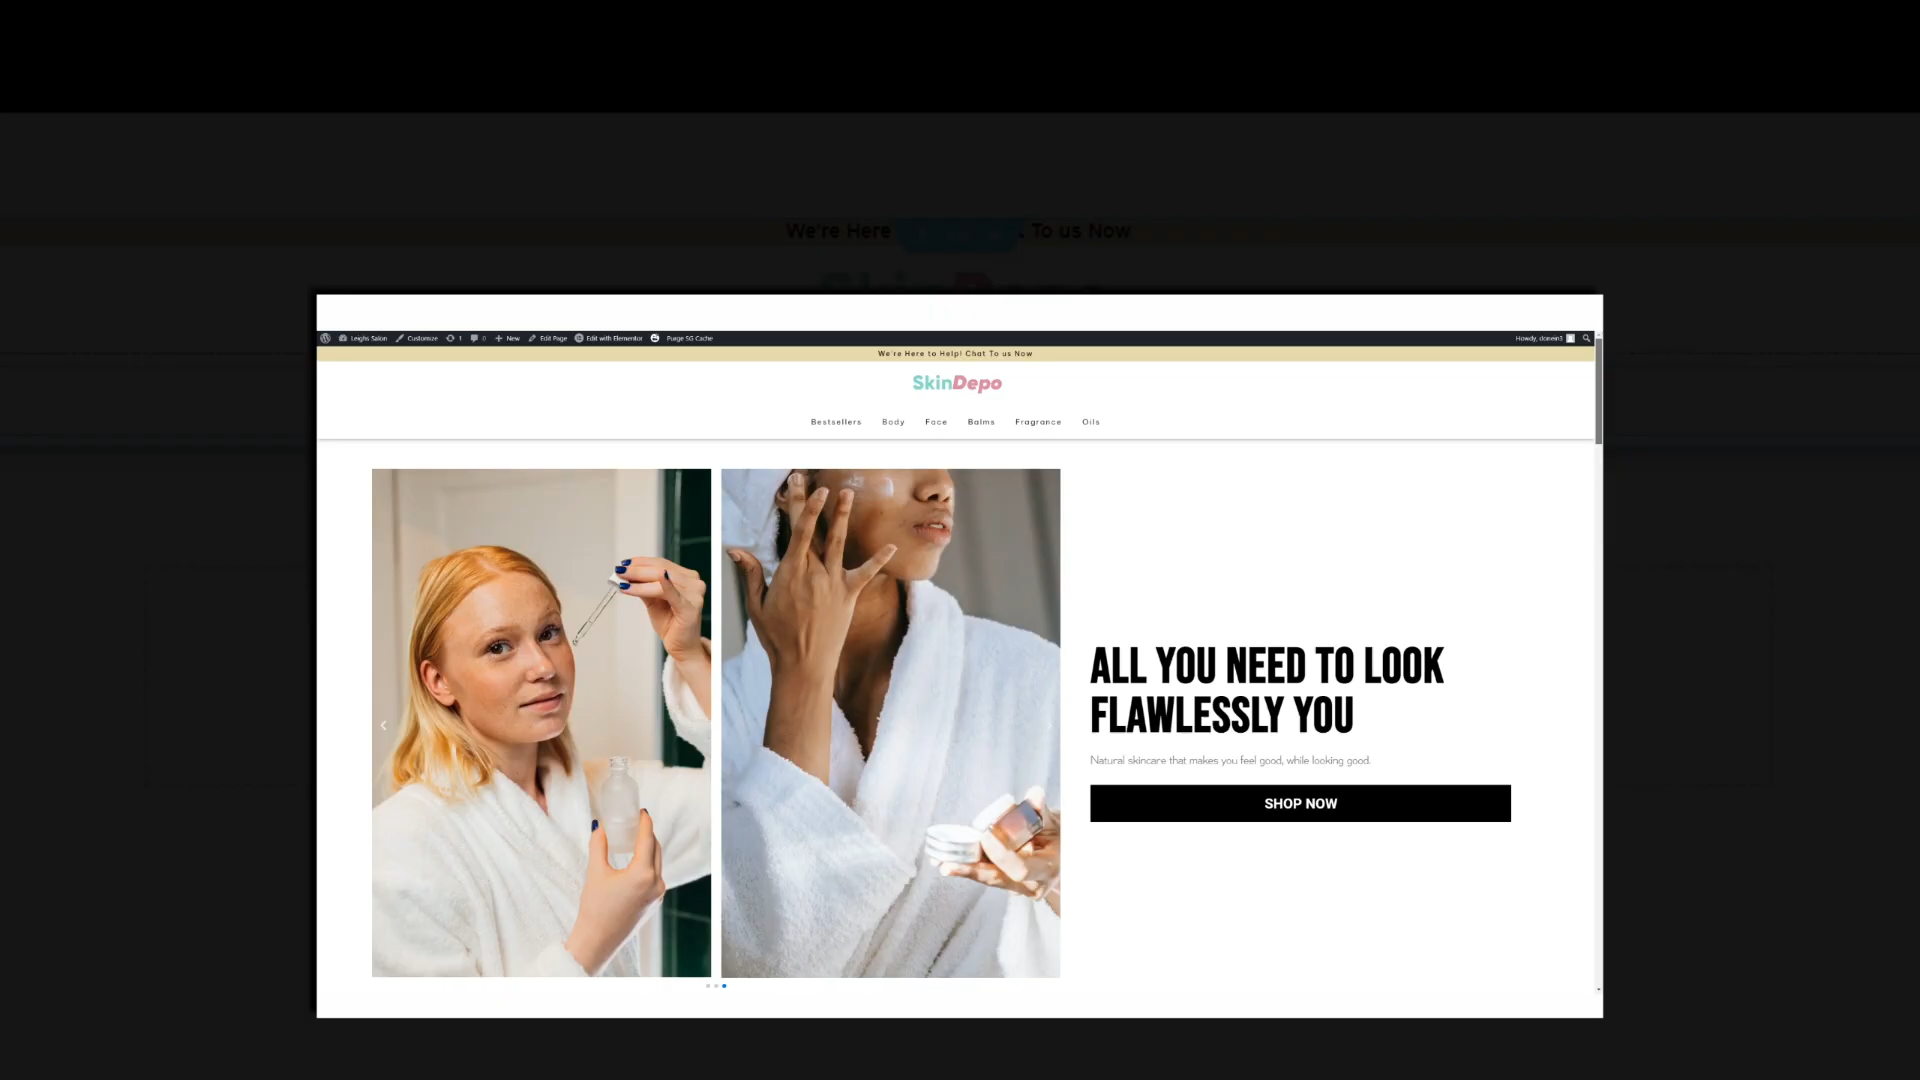 We're Here To us Now
Leighs Salon Customize 1 0 New Edit Page Edit with Elementor Purge SG Cache
We're Here to Help! Chat To us Now
SkinDepo
Bestsellers Body Face Balms Fragrance Oils
ALL YOU NEED TO LOOK
FLAWLESSLY YOU
Natural skincare that makes you feel good, while looking good.
SHOP NOW